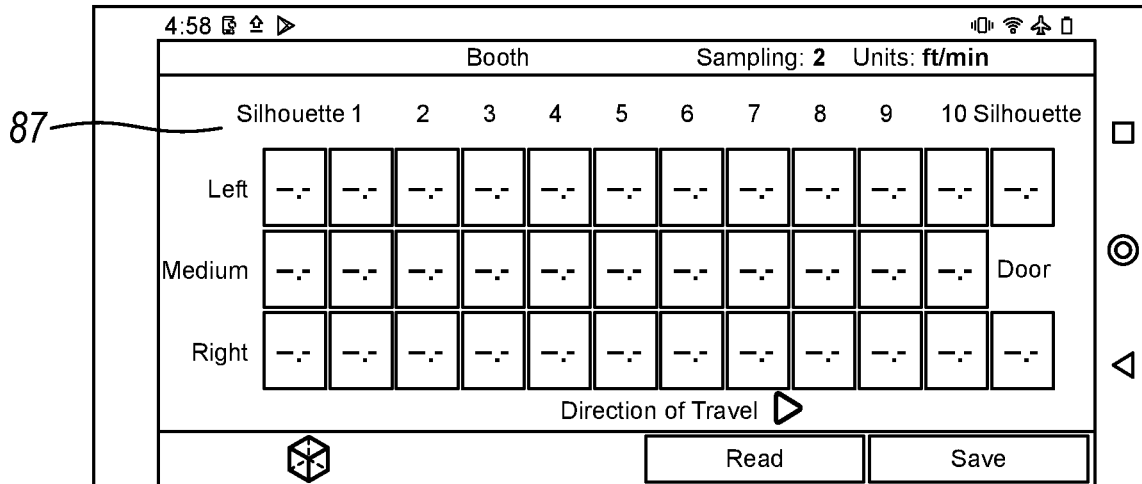 4:58
Booth Sampling: 2 Units: ft/min
87
Silhouette 1 2 3 4 5 6 7 8 9 10 Silhouette
Left –.- –.- –.- –.- –.- –.- –.- –.- –.- –.- –.- –.-
Medium –.- –.- –.- –.- –.- –.- –.- –.- –.- –.- –.- Door
Right –.- –.- –.- –.- –.- –.- –.- –.- –.- –.- –.- –.-
Direction of Travel
Read Save